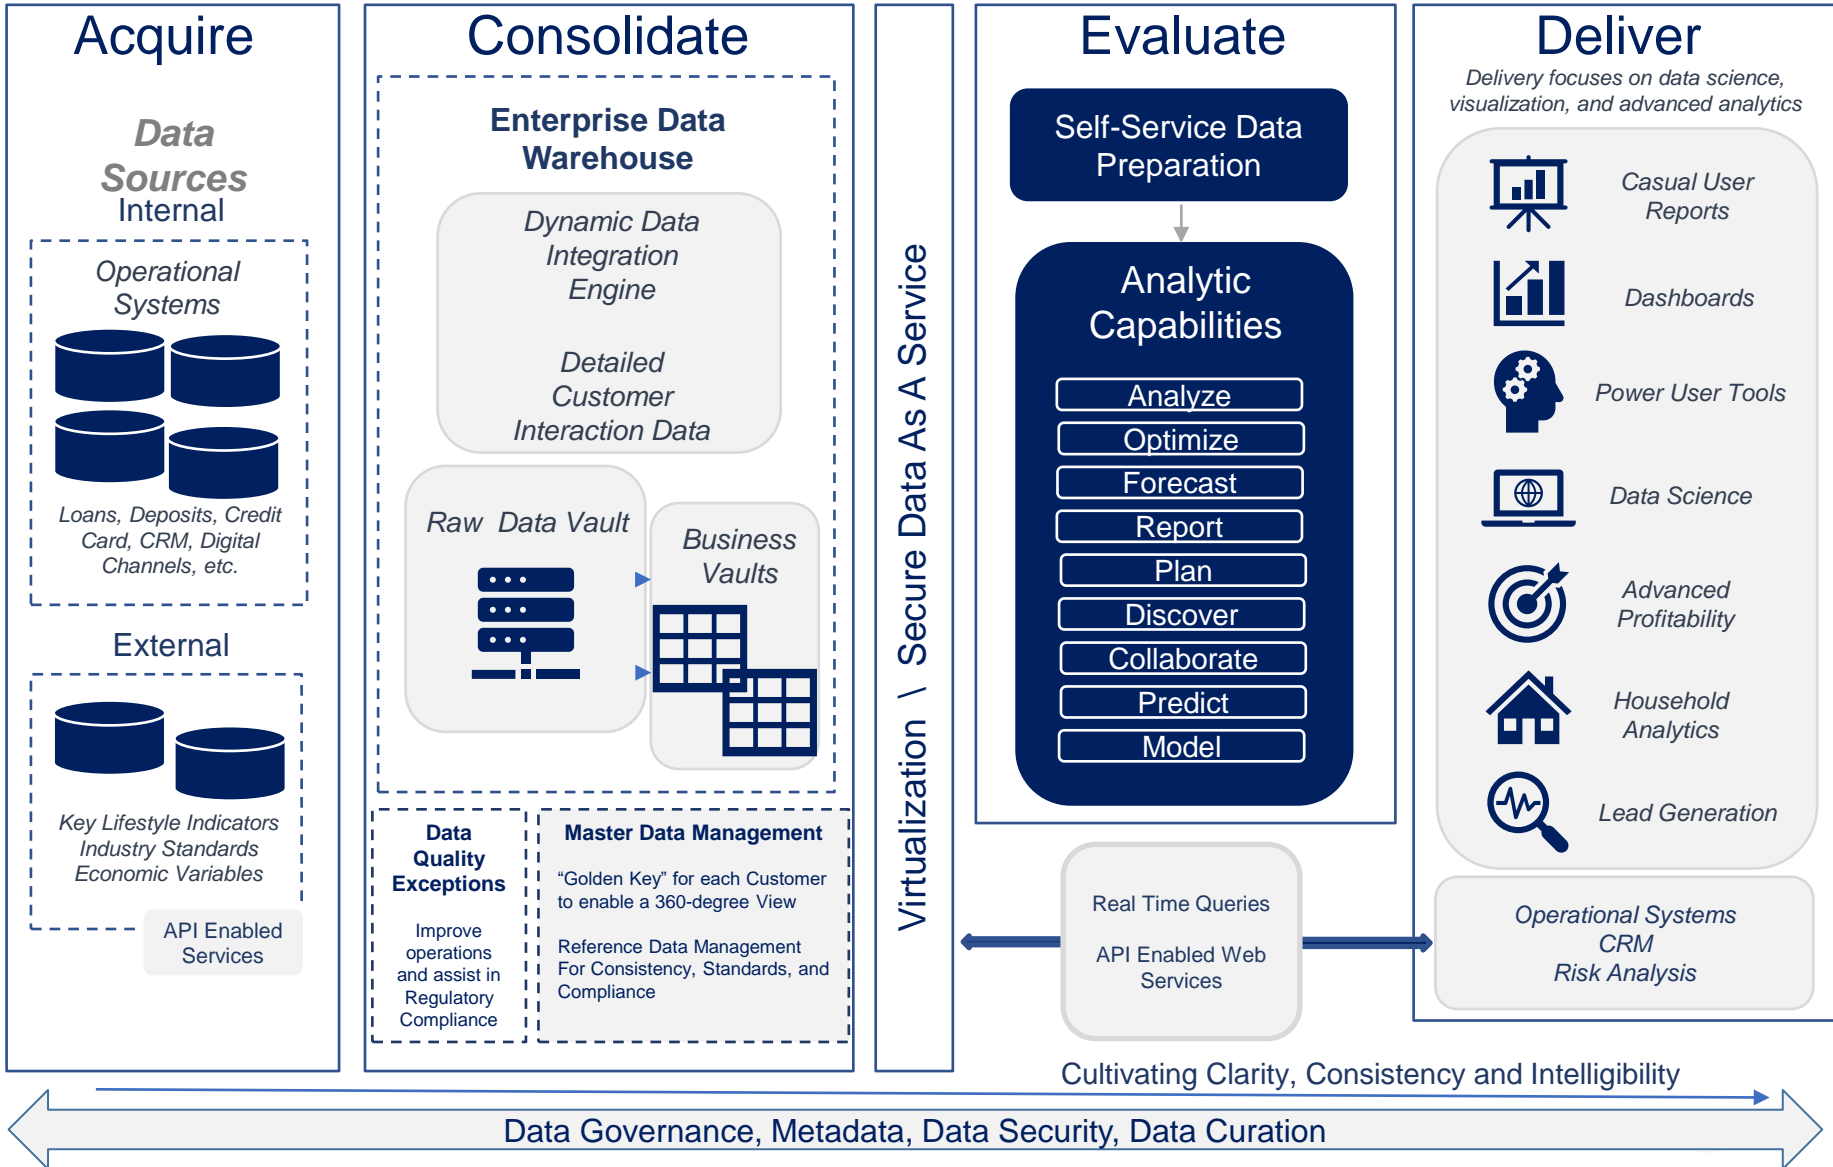 Acquire
Data
Sources
Internal
Operational
Systems
Loans, Deposits, Credit
Card, CRM, Digital
Channels, etc.
External
Key Lifestyle Indicators
Industry Standards
Economic Variables
API Enabled
Services
Consolidate
Enterprise Data
Warehouse
Dynamic Data
Integration
Engine
Detailed
Customer
Interaction Data
Raw Data Vault
Business
Vaults
Data
Quality
Exceptions
Improve
operations
and assist in
Regulatory
Compliance
Master Data Management
“Golden Key” for each Customer
to enable a 360-degree View
Reference Data Management
For Consistency, Standards, and
Compliance
Virtualization \ Secure Data As A Service
Evaluate
Self-Service Data
Preparation
Analytic
Capabilities
Analyze
Optimize
Forecast
Report
Plan
Discover
Collaborate
Predict
Model
Real Time Queries
API Enabled Web
Services
Deliver
Delivery focuses on data science,
visualization, and advanced analytics
Casual User
Reports
Dashboards
Power User Tools
Data Science
Advanced
Profitability
Household
Analytics
Lead Generation
Operational Systems
CRM
Risk Analysis
Cultivating Clarity, Consistency and Intelligibility
Data Governance, Metadata, Data Security, Data Curation